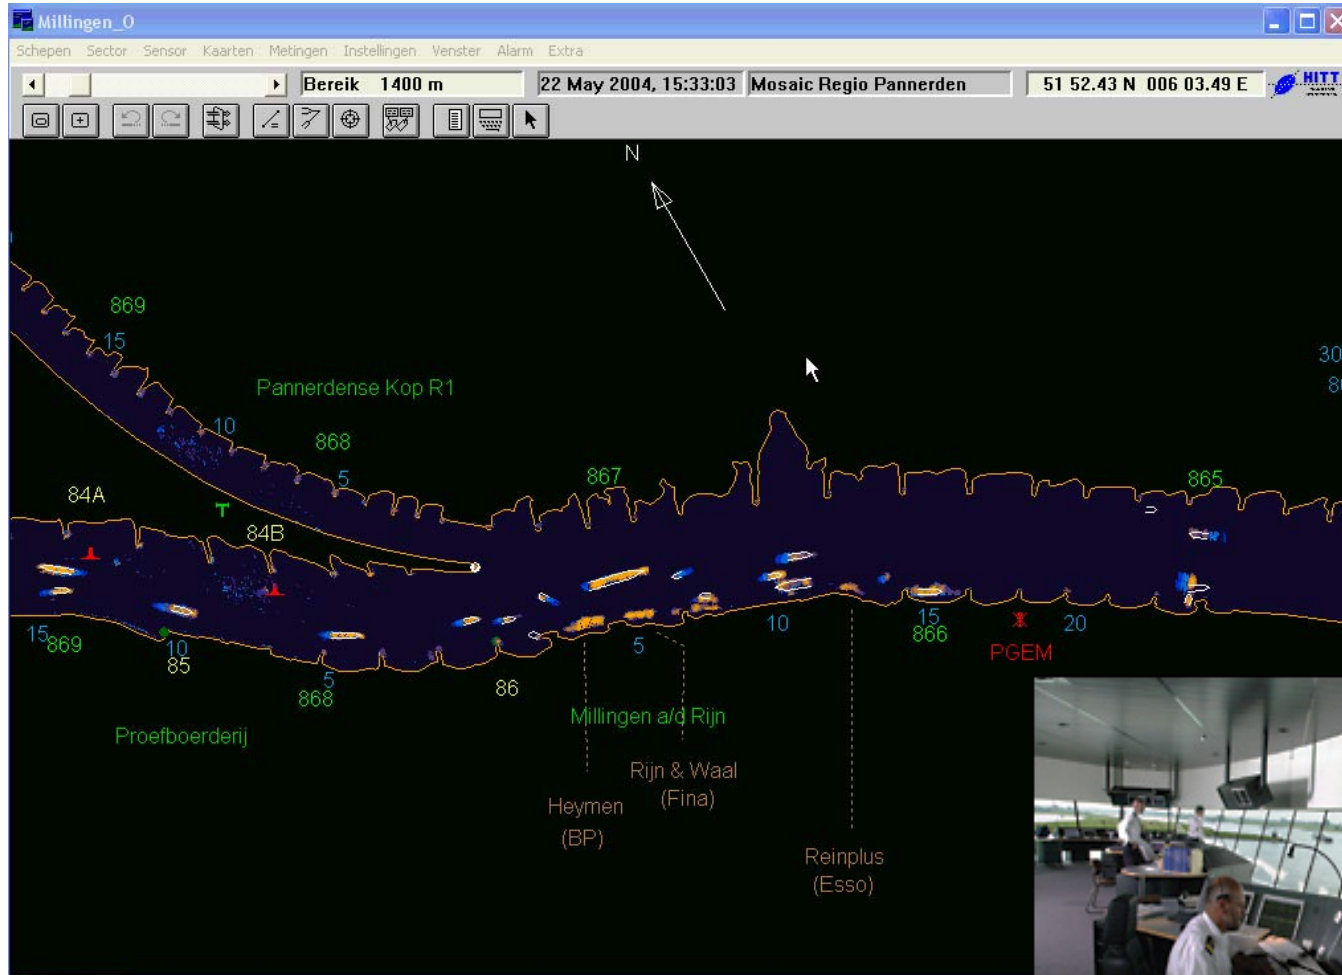 Millingen_O
Schepen Sector Sensor Kaarten Metingen Instellingen Venster Alarm Extra
Bereik 1400 m
22 May 2004, 15:33:03
Mosaic Regio Pannerden
51 52.43 N 006 03.49 E
HITT
N
869
15
30
Pannerdense Kop R1
10
868
5
867
865
84A
84B
15
869
10
85
5
868
86
5
10
15
866
20
PGEM
Proefboerderij
Millingen a/d Rijn
Rijn & Waal
(Fina)
Heymen
(BP)
Reinplus
(Esso)